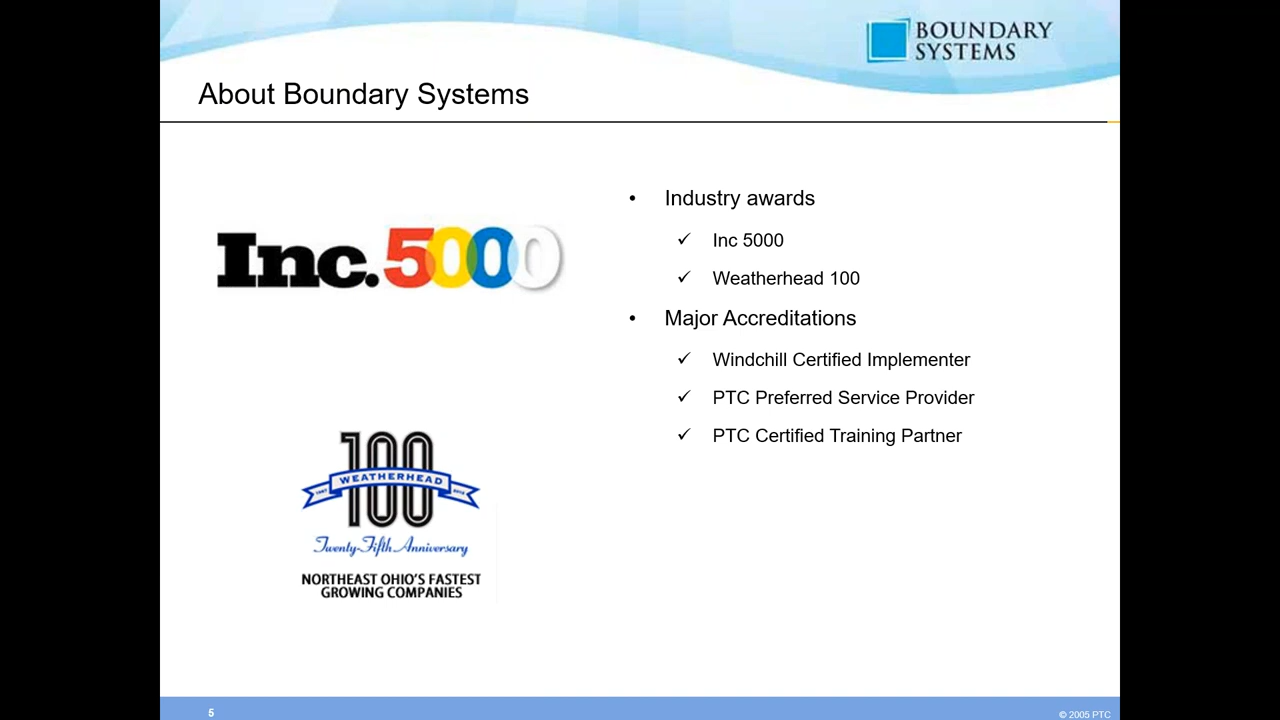 BOUNDARY
SYSTEMS
About Boundary Systems
• Industry awards
✓ Inc 5000
✓ Weatherhead 100
• Major Accreditations
✓ Windchill Certified Implementer
✓ PTC Preferred Service Provider
✓ PTC Certified Training Partner
Inc.5000
100
WEATHERHEAD
Twenty-Fifth Anniversary
NORTHEAST OHIO'S FASTEST
GROWING COMPANIES
5
© 2005 PTC